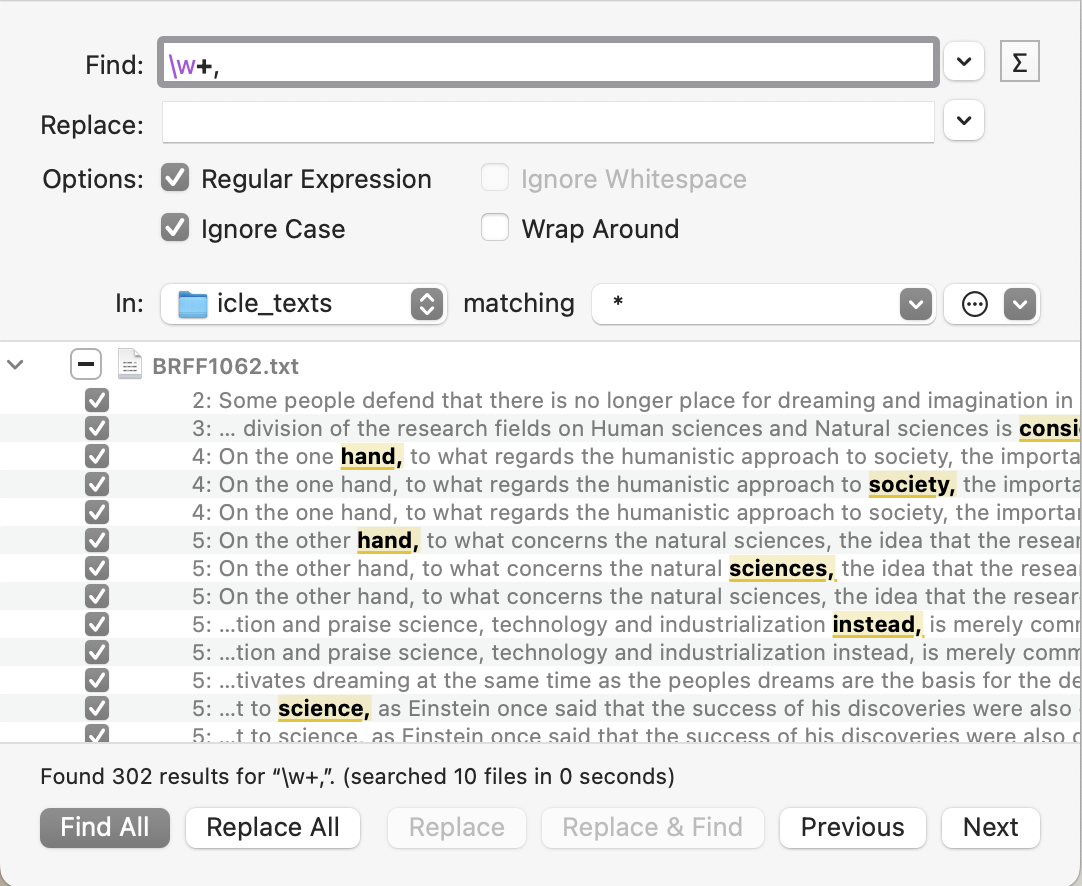 Find: \w+, Σ
Replace:
Options: Regular Expression Ignore Whitespace
Ignore Case Wrap Around
In: icle_texts matching *
BRFF1062.txt
2: Some people defend that there is no longer place for dreaming and imagination in
3: ... division of the research fields on Human sciences and Natural sciences is consi
4: On the one hand, to what regards the humanistic approach to society, the importa
4: On the one hand, to what regards the humanistic approach to society, the importa
4: On the one hand, to what regards the humanistic approach to society, the importan
5: On the other hand, to what concerns the natural sciences, the idea that the resear
5: On the other hand, to what concerns the natural sciences, the idea that the resea
5: On the other hand, to what concerns the natural sciences, the idea that the resear
5: ...tion and praise science, technology and industrialization instead, is merely comr
5: ...tion and praise science, technology and industrialization instead, is merely comm
5: ...tivates dreaming at the same time as the peoples dreams are the basis for the de
5: ...t to science, as Einstein once said that the success of his discoveries were also
5: ...t to science, as Einstein once said that the success of his discoveries were also
Found 302 results for “\w+,”. (searched 10 files in 0 seconds)
Find All Replace All Replace Replace & Find Previous Next